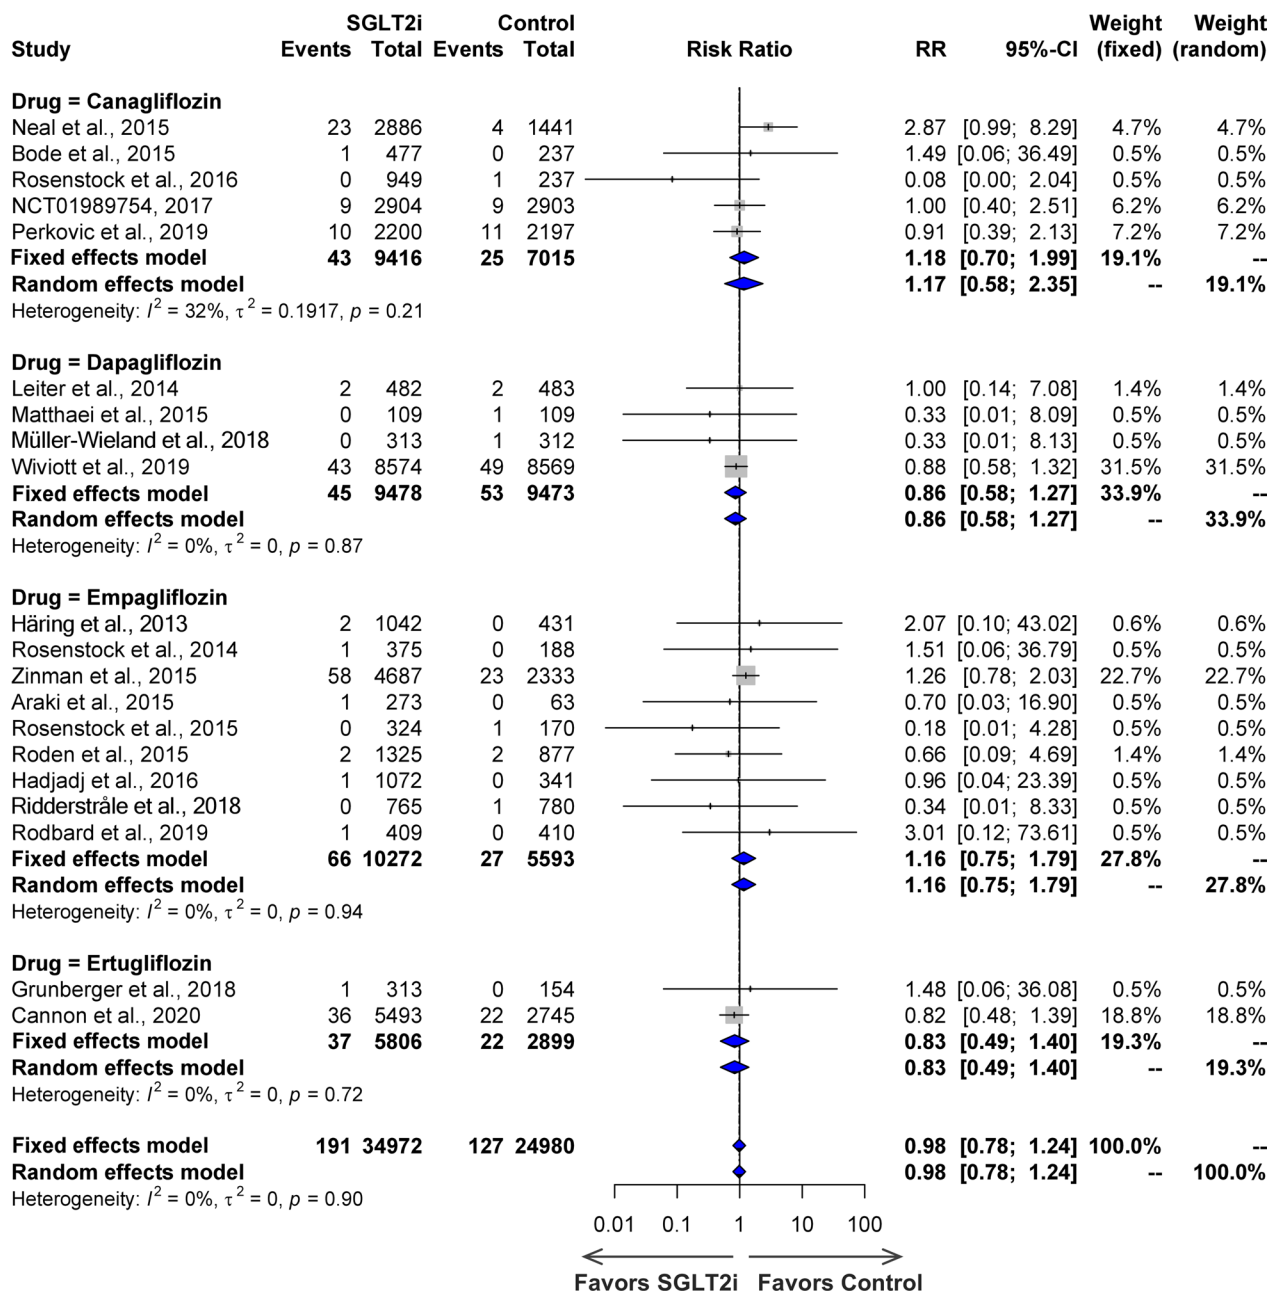 SGLT2i Control Weight Weight
Study Events Total Events Total Risk Ratio RR 95%-CI (fixed) (random)
Drug = Canagliflozin
Neal et al., 2015 23 2886 4 1441 2.87 [0.99; 8.29] 4.7% 4.7%
Bode et al., 2015 1 477 0 237 1.49 [0.06; 36.49] 0.5% 0.5%
Rosenstock et al., 2016 0 949 1 237 0.08 [0.00; 2.04] 0.5% 0.5%
NCT01989754, 2017 9 2904 9 2903 1.00 [0.40; 2.51] 6.2% 6.2%
Perkovic et al., 2019 10 2200 11 2197 0.91 [0.39; 2.13] 7.2% 7.2%
Fixed effects model 43 9416 25 7015 1.18 [0.70; 1.99] 19.1% --
Random effects model 1.17 [0.58; 2.35] -- 19.1%
Heterogeneity: I² = 32%, τ² = 0.1917, p = 0.21
Drug = Dapagliflozin
Leiter et al., 2014 2 482 2 483 1.00 [0.14; 7.08] 1.4% 1.4%
Matthaei et al., 2015 0 109 1 109 0.33 [0.01; 8.09] 0.5% 0.5%
Müller-Wieland et al., 2018 0 313 1 312 0.33 [0.01; 8.13] 0.5% 0.5%
Wiviott et al., 2019 43 8574 49 8569 0.88 [0.58; 1.32] 31.5% 31.5%
Fixed effects model 45 9478 53 9473 0.86 [0.58; 1.27] 33.9% --
Random effects model 0.86 [0.58; 1.27] -- 33.9%
Heterogeneity: I² = 0%, τ² = 0, p = 0.87
Drug = Empagliflozin
Häring et al., 2013 2 1042 0 431 2.07 [0.10; 43.02] 0.6% 0.6%
Rosenstock et al., 2014 1 375 0 188 1.51 [0.06; 36.79] 0.5% 0.5%
Zinman et al., 2015 58 4687 23 2333 1.26 [0.78; 2.03] 22.7% 22.7%
Araki et al., 2015 1 273 0 63 0.70 [0.03; 16.90] 0.5% 0.5%
Rosenstock et al., 2015 0 324 1 170 0.18 [0.01; 4.28] 0.5% 0.5%
Roden et al., 2015 2 1325 2 877 0.66 [0.09; 4.69] 1.4% 1.4%
Hadjadj et al., 2016 1 1072 0 341 0.96 [0.04; 23.39] 0.5% 0.5%
Ridderstråle et al., 2018 0 765 1 780 0.34 [0.01; 8.33] 0.5% 0.5%
Rodbard et al., 2019 1 409 0 410 3.01 [0.12; 73.61] 0.5% 0.5%
Fixed effects model 66 10272 27 5593 1.16 [0.75; 1.79] 27.8% --
Random effects model 1.16 [0.75; 1.79] -- 27.8%
Heterogeneity: I² = 0%, τ² = 0, p = 0.94
Drug = Ertugliflozin
Grunberger et al., 2018 1 313 0 154 1.48 [0.06; 36.08] 0.5% 0.5%
Cannon et al., 2020 36 5493 22 2745 0.82 [0.48; 1.39] 18.8% 18.8%
Fixed effects model 37 5806 22 2899 0.83 [0.49; 1.40] 19.3% --
Random effects model 0.83 [0.49; 1.40] -- 19.3%
Heterogeneity: I² = 0%, τ² = 0, p = 0.72
Fixed effects model 191 34972 127 24980 0.98 [0.78; 1.24] 100.0% --
Random effects model 0.98 [0.78; 1.24] -- 100.0%
Heterogeneity: I² = 0%, τ² = 0, p = 0.90
0.01 0.1 1 10 100
Favors SGLT2i Favors Control